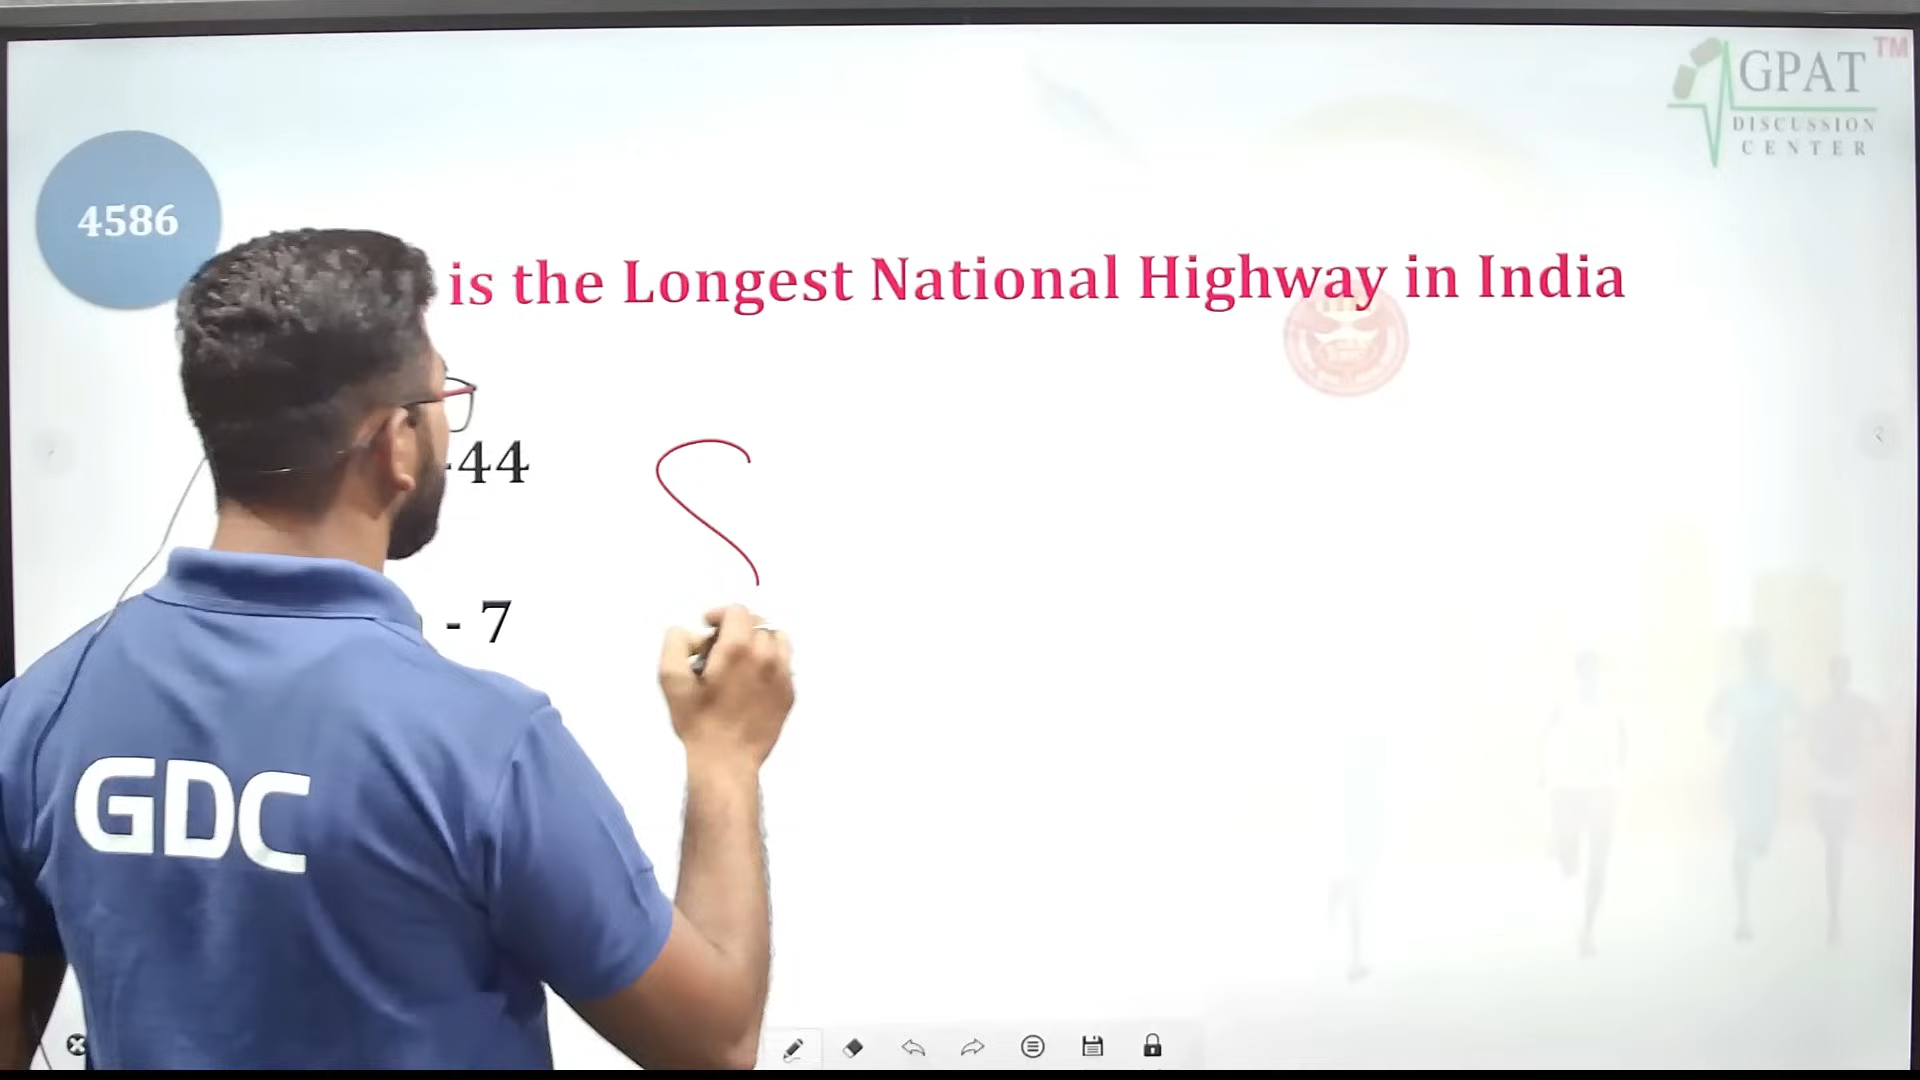 GPAT TM
DISCUSSION
CENTER
4586
is the Longest National Highway in India
-44
- 7
GDC